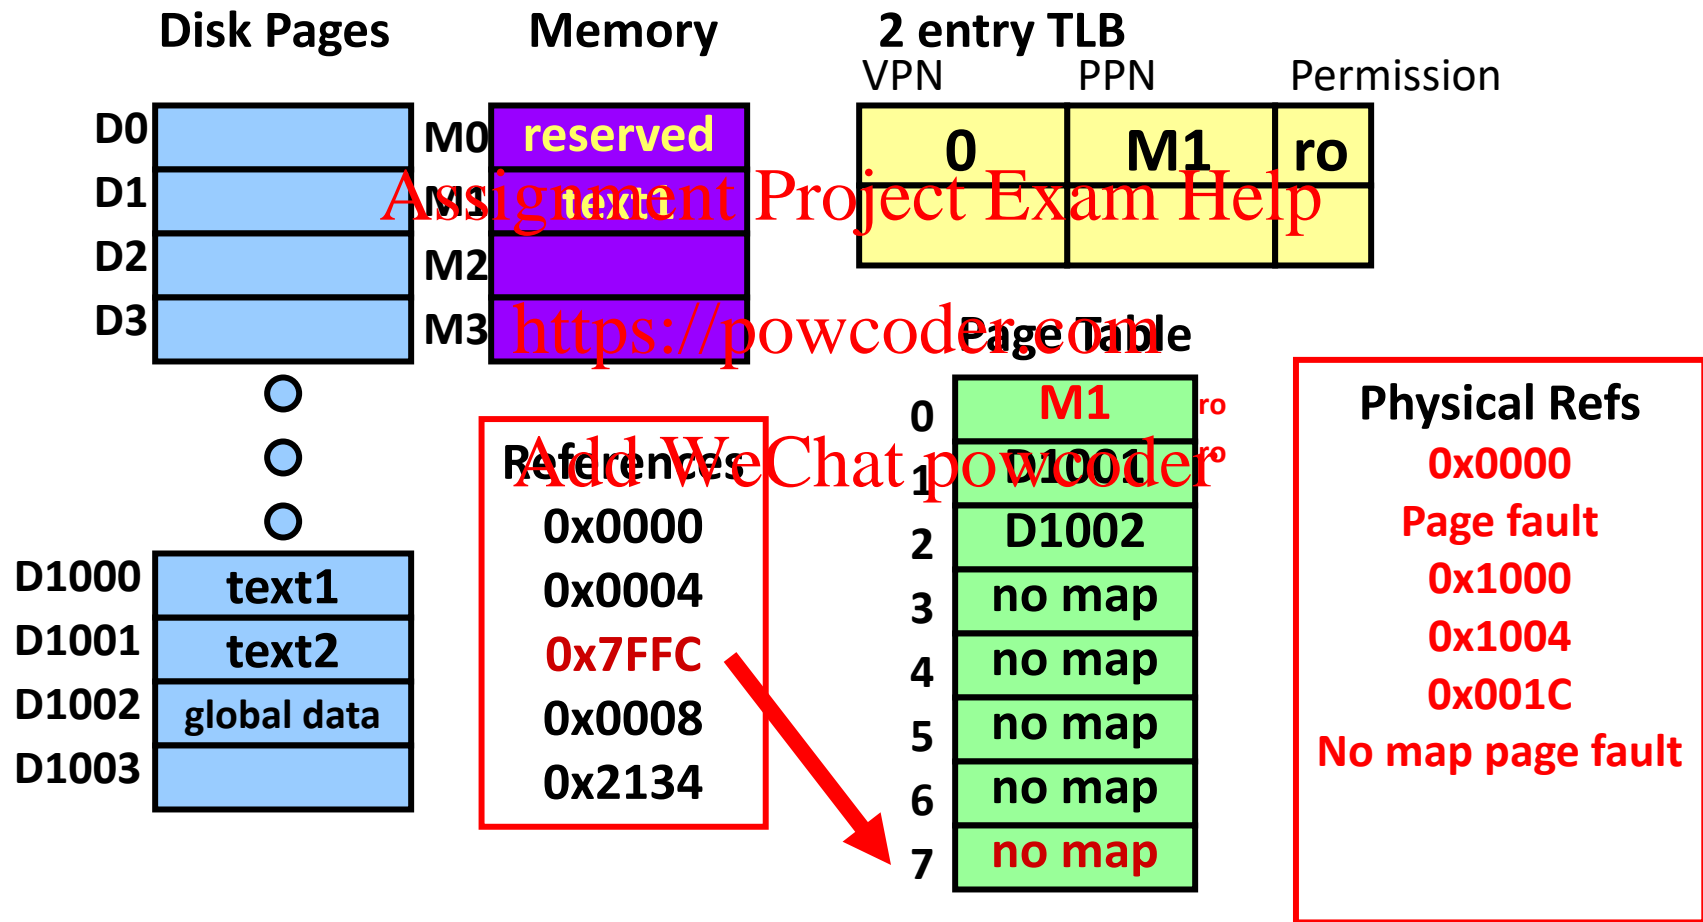 Disk Pages
Memory
2 entry TLB
VPN PPN Permission
D0
D1
D2
D3
D1000 text1
D1001 text2
D1002 global data
D1003
M0 reserved
M1 text1
M2
M3
0 M1 ro
Assignment Project Exam Help
https://powcoder.com
Add WeChat powcoder
References
0x0000
0x0004
0x7FFC
0x0008
0x2134
Page Table
0 M1 ro
1 D1001 ro
2 D1002
3 no map
4 no map
5 no map
6 no map
7 no map
Physical Refs
0x0000
Page fault
0x1000
0x1004
0x001C
No map page fault